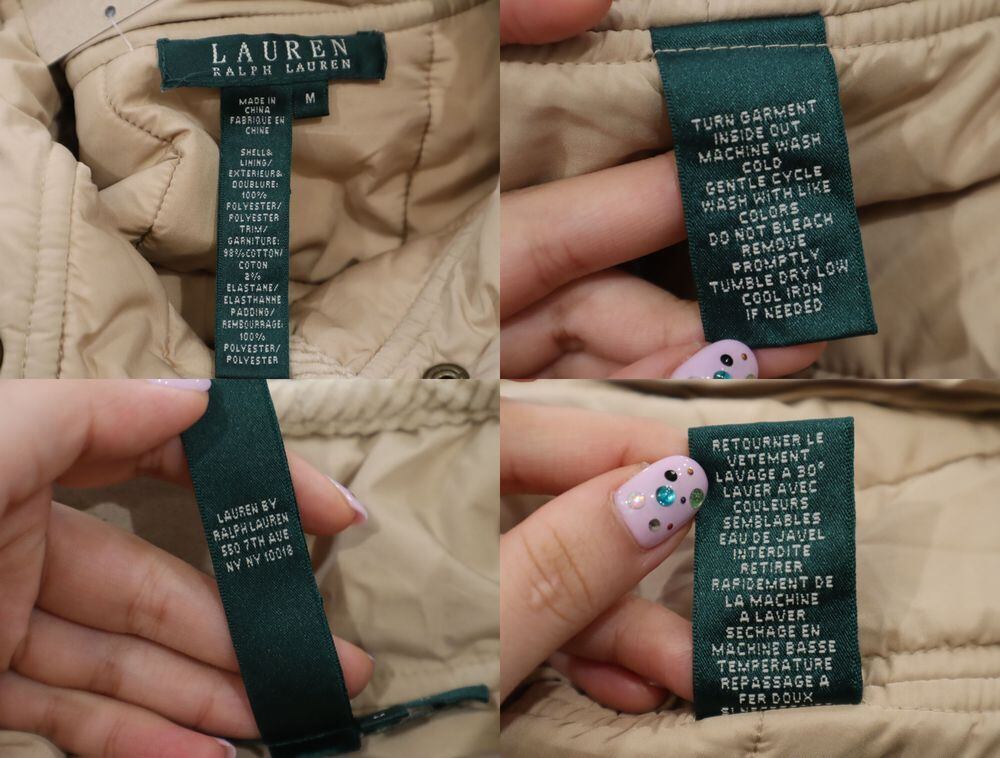 LAUREN
RALPH LAUREN
M
MADE IN
CHINA
FABRIQUE EN
CHINE
SHELL&
LINING/
EXTERIEUR&
DOUBLURE:
100%
POLYESTER/
POLYESTER
TRIM/
GARNITURE:
98% COTTON/
COTON
2%
ELASTANE/
ELASTHANNE
PADDING/
REMBOURRAGE:
100%
POLYESTER/
POLYESTER
TURN GARMENT
INSIDE OUT
MACHINE WASH
COLD
GENTLE CYCLE
WASH WITH LIKE
COLORS
DO NOT BLEACH
REMOVE
PROMPTLY
TUMBLE DRY LOW
COOL IRON
IF NEEDED
LAUREN BY
RALPH LAUREN
550 7TH AVE
NY NY 10018
RETOURNER LE
VETEMENT
LAVAGE A 30°
LAVER AVEC
COULEURS
SEMBLABLES
EAU DE JAVEL
INTERDITE
RETIRER
RAPIDEMENT DE
LA MACHINE
A LAVER
SECHAGE EN
MACHINE BASSE
TEMPERATURE
REPASSAGE A
FER DOUX